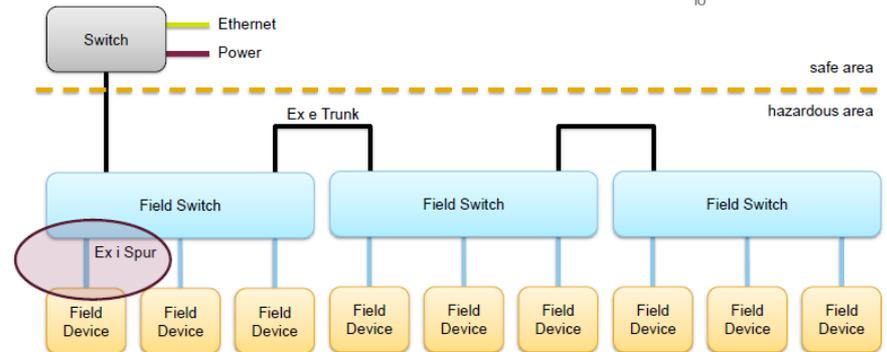 Ethernet
Switch
Power
safe area
hazardous area
Ex e Trunk
Field Switch
Field Switch
Field Switch
Ex i Spur
Field
Device
Field
Device
Field
Device
Field
Device
Field
Device
Field
Device
Field
Device
Field
Device
Field
Device